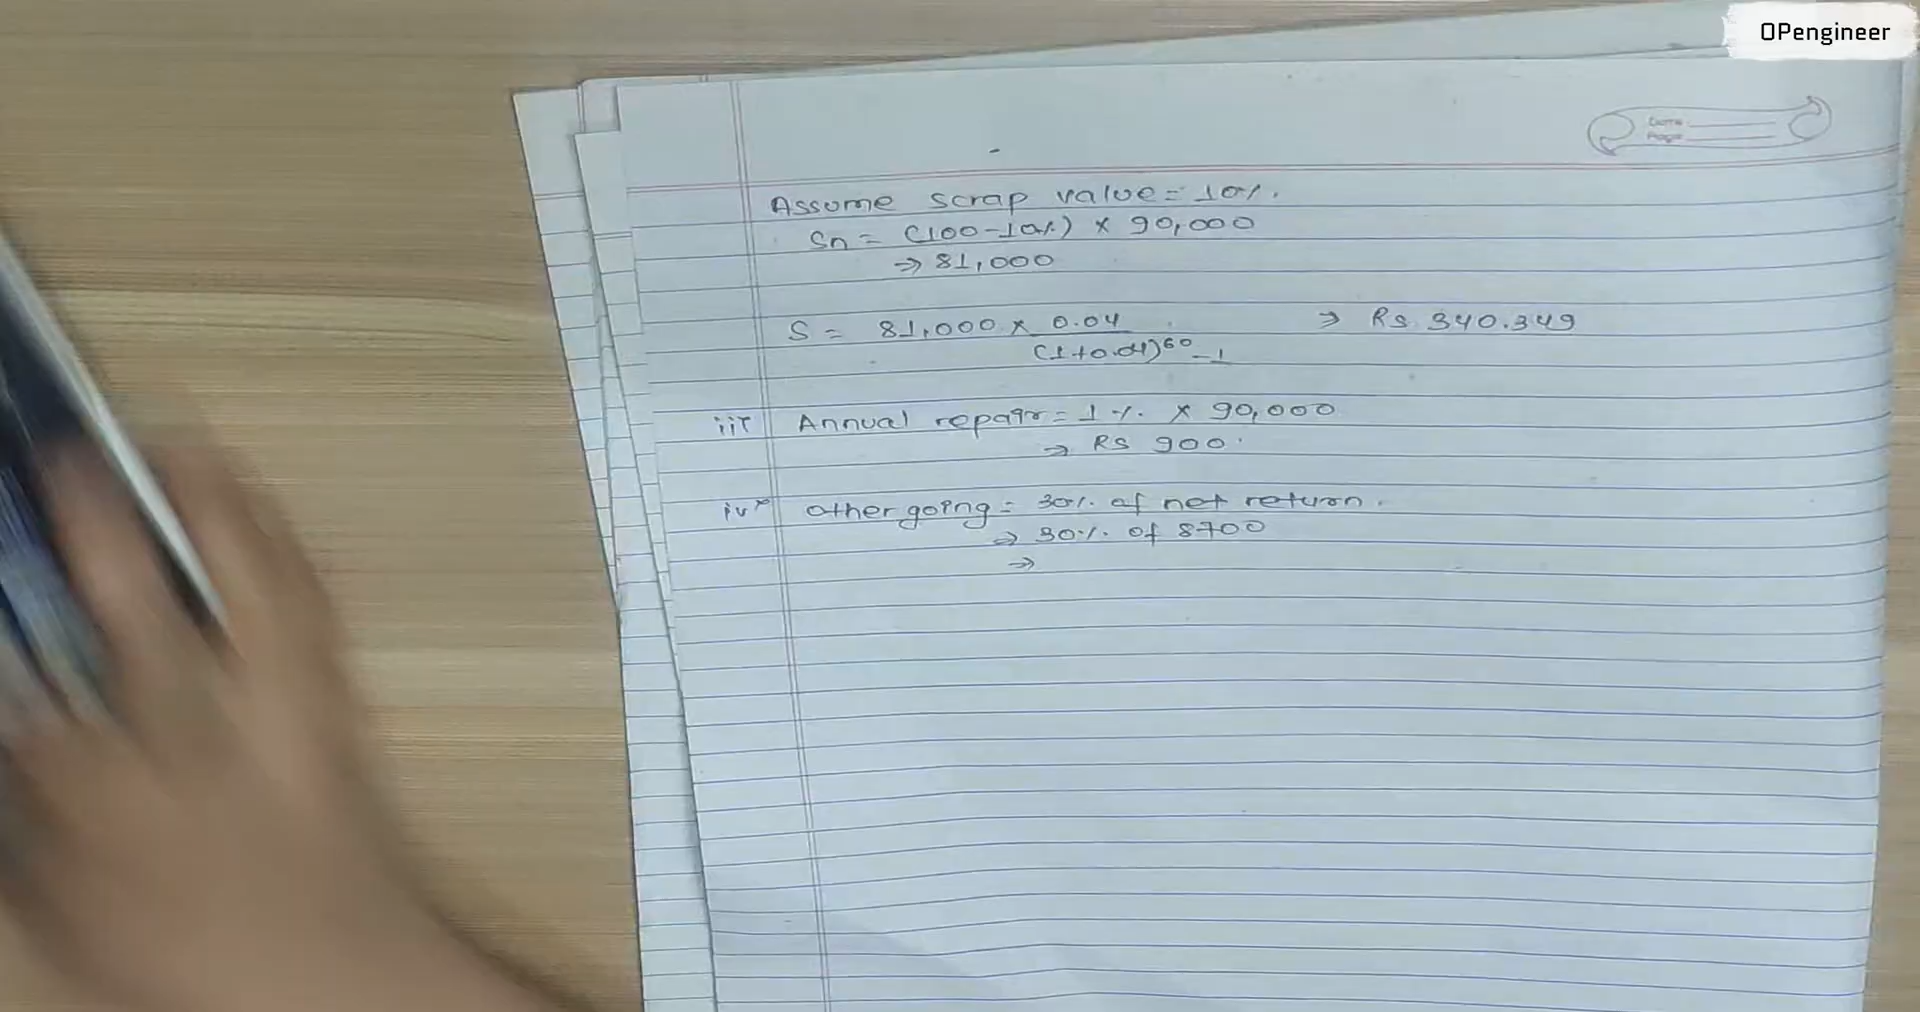 OPengineer
Date
Page
Assume scrap value = 10%.
Sn = (100-10%) × 90,000
→ 81,000
S = 81,000 × 0.04 / (1+0.04)^60 - 1 → Rs 340.349
iii Annual repair = 1% × 90,000
→ RS 900.
iv> other going = 30% of net return.
→ 30% of 8700
→